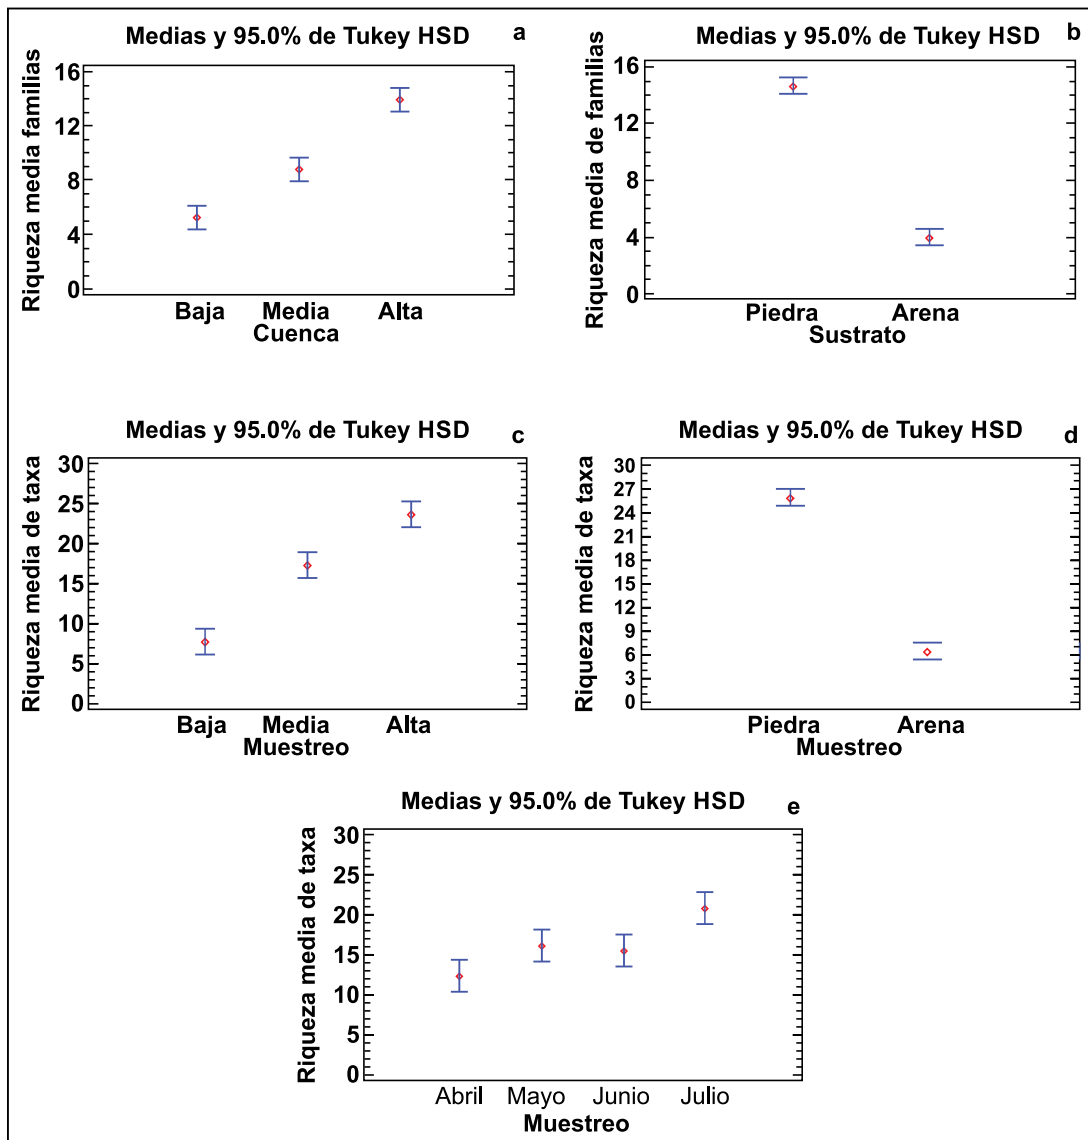 Medias y 95.0% de Tukey HSD a
Riqueza media familias
16
12
8
4
0
Baja Media Alta
Cuenca
Medias y 95.0% de Tukey HSD b
Riqueza media de familias
16
12
8
4
0
Piedra Arena
Sustrato
Medias y 95.0% de Tukey HSD c
Riqueza media de taxa
30
25
20
15
10
5
0
Baja Media Alta
Muestreo
Medias y 95.0% de Tukey HSD d
Riqueza media de taxa
30
27
24
21
18
15
12
9
6
3
0
Piedra Arena
Muestreo
Medias y 95.0% de Tukey HSD e
Riqueza media de taxa
30
25
20
15
10
5
0
Abril Mayo Junio Julio
Muestreo